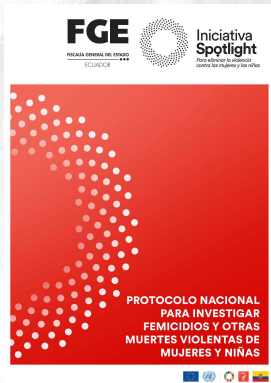 FGE
FISCALÍA GENERAL DEL ESTADO
ECUADOR
Iniciativa
Spotlight
Para eliminar la violencia
contra las mujeres y las niñas
PROTOCOLO NACIONAL
PARA INVESTIGAR
FEMICIDIOS Y OTRAS
MUERTES VIOLENTAS DE
MUJERES Y NIÑAS